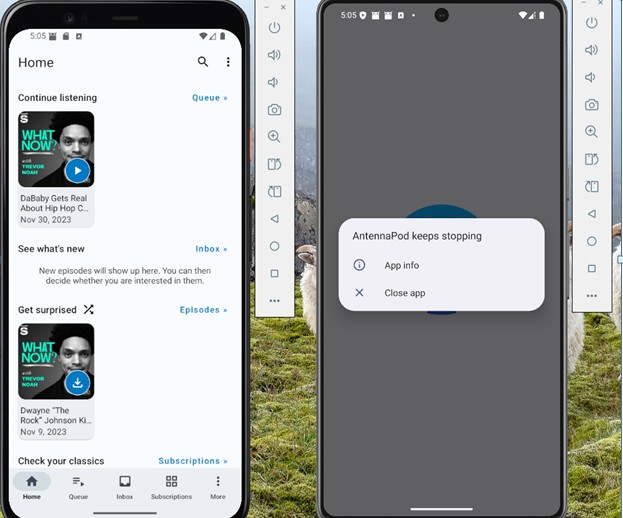 5:05
Home
Continue listening
Queue »
WHAT
NOW?
with
TREVOR
NOAH
DaBaby Gets Real
About Hip Hop C...
Nov 30, 2023
See what's new
Inbox »
New episodes will show up here. You can then
decide whether you are interested in them.
Get surprised
Episodes »
WHAT
NOW?
with
TREVOR
NOAH
Dwayne “The
Rock” Johnson Ki...
Nov 9, 2023
Check your classics
Subscriptions »
Home
Queue
Inbox
Subscriptions
More
5:05
AntennaPod keeps stopping
App info
Close app